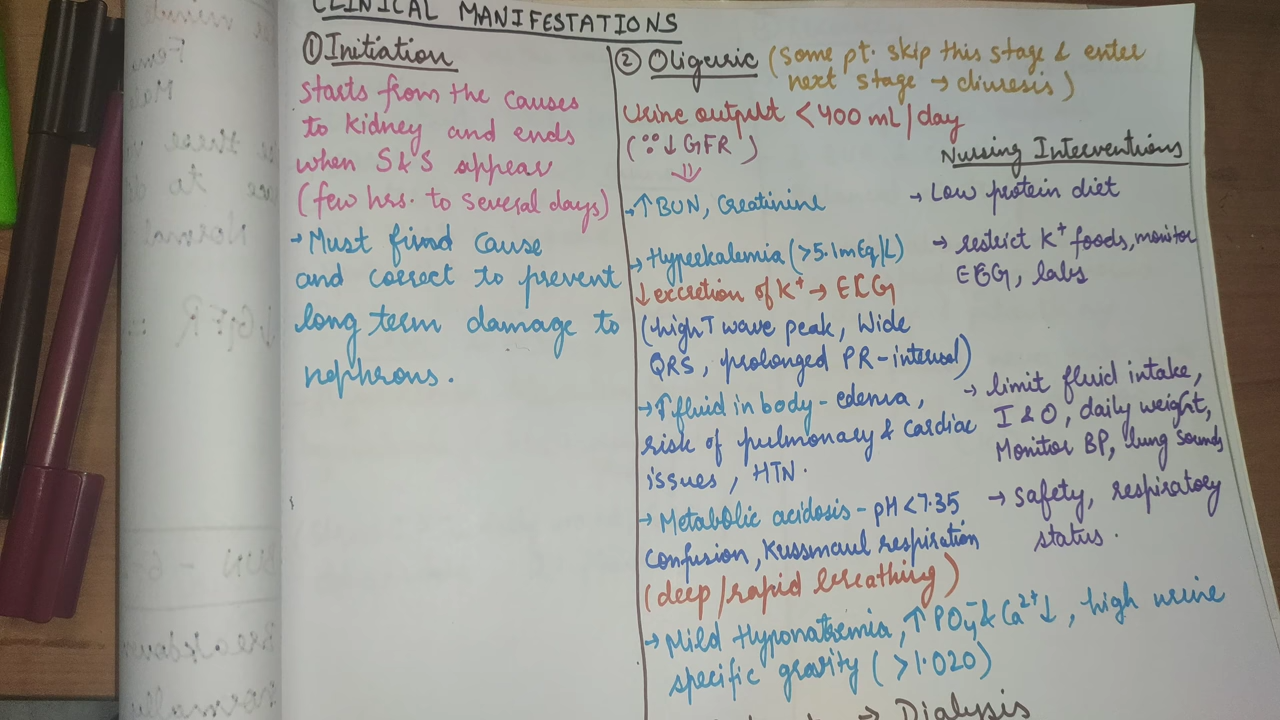 CLINICAL MANIFESTATIONS
① Initiation
starts from the causes
to kidney and ends
when S&S appear
(few hrs. to several days)
→ Must find cause
and correct to prevent
long term damage to
nephrons.
② Oliguric (some pt. skip this stage & enter
next stage → diuresis)
Urine output < 400 mL/day
(∵ ↓ GFR)
⇓
→ ↑ BUN, Creatinine
→ Hyperkalemia (>5.1mEq/L)
↓ excretion of K⁺ → EKG
(high T wave peak, Wide
QRS, prolonged PR-interval)
→ ↑ fluid in body - edema,
risk of pulmonary & cardiac
issues, HTN.
→ Metabolic acidosis - pH < 7.35
confusion, Kussmaul respiration
(deep/rapid breathing)
→ Mild Hyponatremia, ↑ PO₄⁻ & Ca²⁺ ↓, high urine
specific gravity (>1.020)
→ Dialysis
Nursing Interventions
→ Low protein diet
→ restrict K⁺ foods, monitor
EKG, labs
→ limit fluid intake,
I & O, daily weight,
Monitor BP, lung sounds
→ safety, respiratory
status.